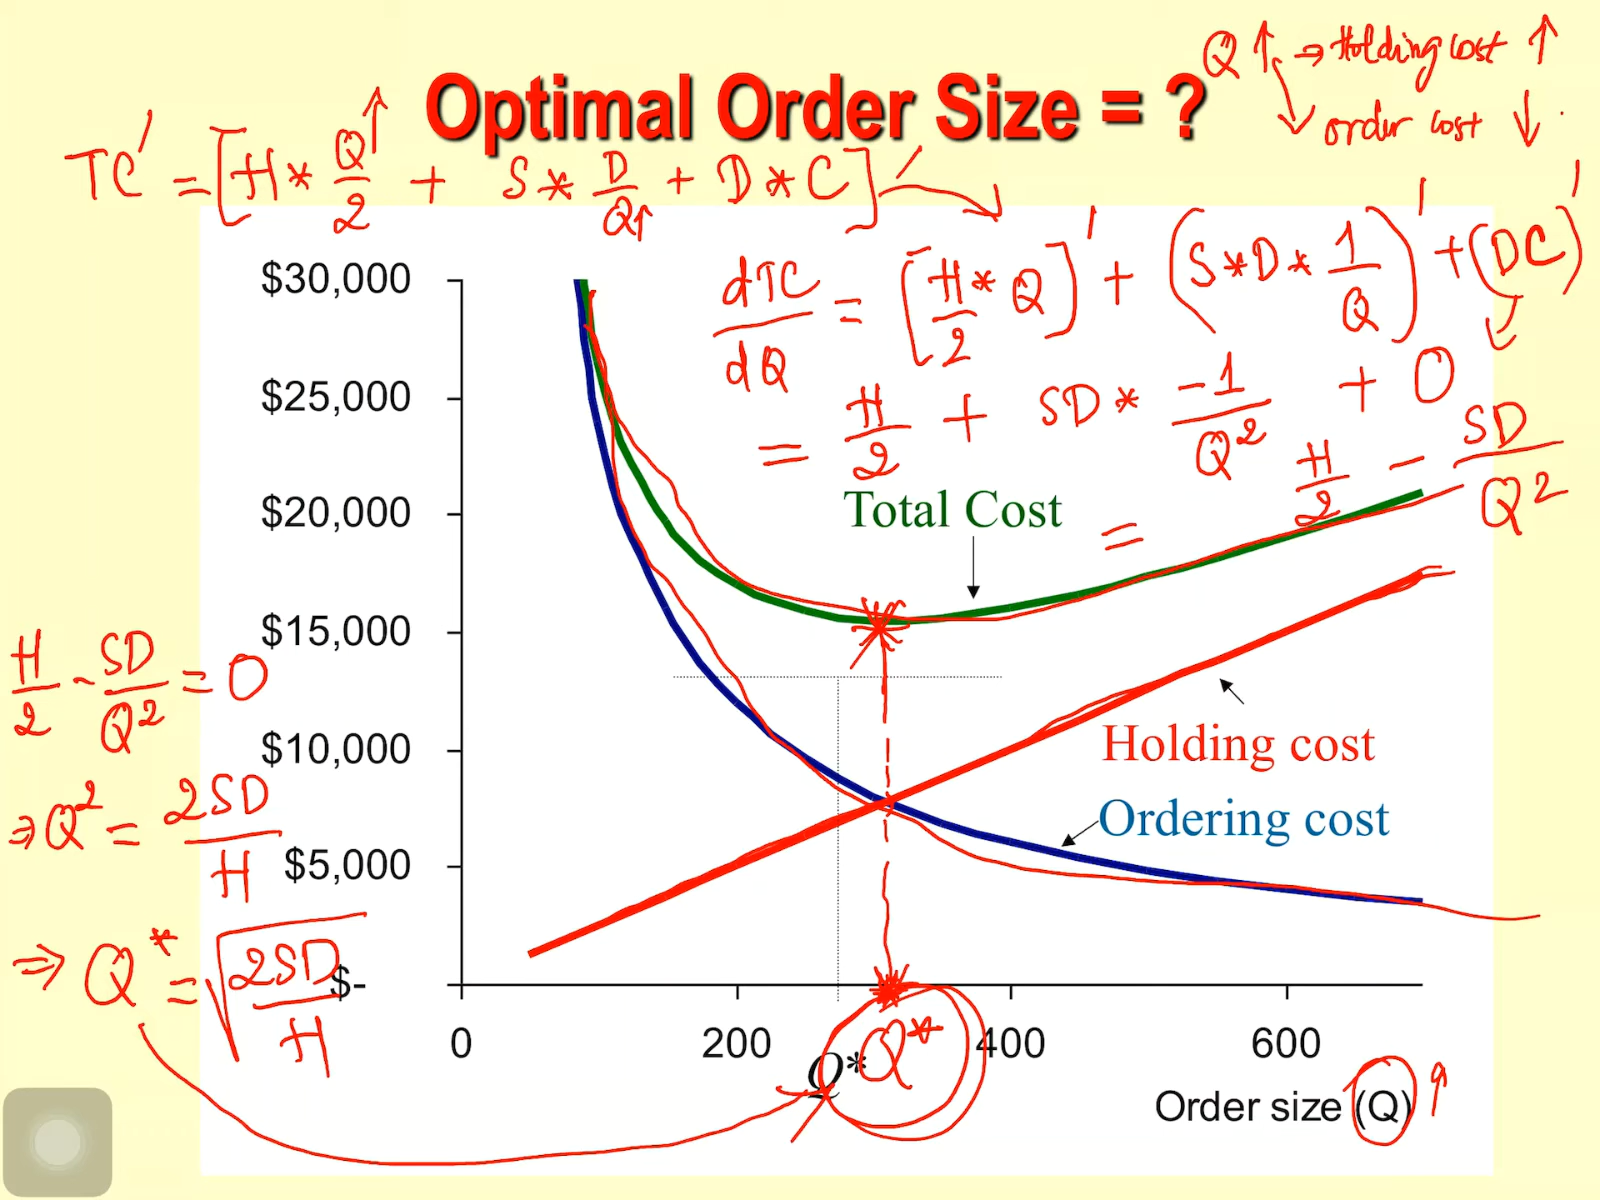 Q ↑ ⇒ Holding cost ↑
↘ order cost ↓
Optimal Order Size = ?
TC' = [H * Q↑/2 + S * D/Q↑ + D * C]'
dTC/dQ = [H/2 * Q]' + (S * D * 1/Q)' + (DC)'
= H/2 + SD * -1/Q² + 0
= H/2 - SD/Q²
$30,000
$25,000
$20,000
$15,000
$10,000
$5,000
$-
Total Cost
Holding cost
Ordering cost
H/2 - SD/Q² = 0
⇒ Q² = 2SD/H
⇒ Q* = √(2SD/H)
0 200 400 600
Q* Q*
Order size (Q) ↑